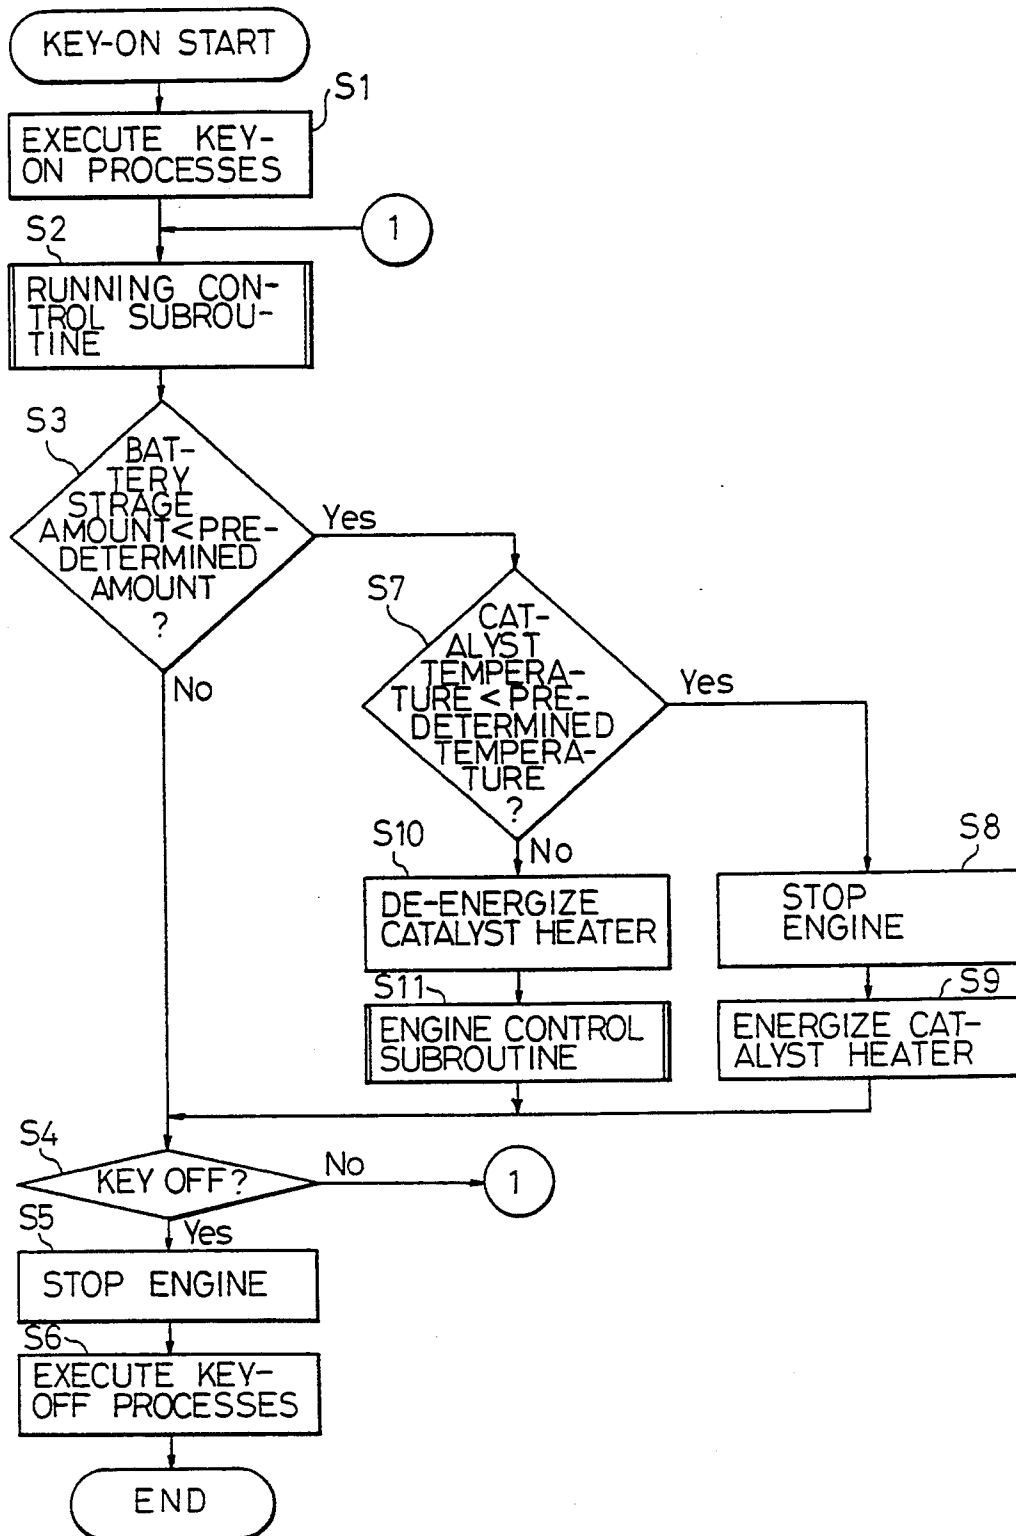 KEY-ON START
S1
EXECUTE KEY-
ON PROCESSES
1
S2
RUNNING CON-
TROL SUBROU-
TINE
S3
BAT-
TERY
STRAGE
AMOUNT<PRE-
DETERMINED
AMOUNT
?
Yes
No
S7
CAT-
ALYST
TEMPERA-
TURE<PRE-
DETERMINED
TEMPERA-
TURE
?
Yes
No
S10
DE-ENERGIZE
CATALYST HEATER
S8
STOP
ENGINE
S11
ENGINE CONTROL
SUBROUTINE
S9
ENERGIZE CAT-
ALYST HEATER
S4
KEY OFF?
No
1
Yes
S5
STOP ENGINE
S6
EXECUTE KEY-
OFF PROCESSES
END